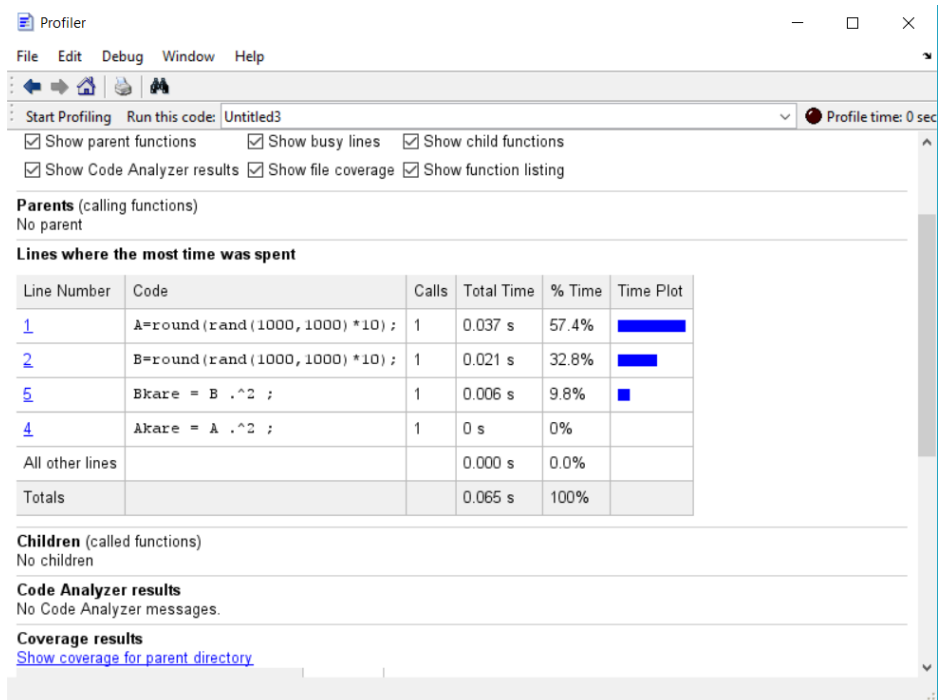 Profiler
File Edit Debug Window Help
Start Profiling Run this code: Untitled3 Profile time: 0 sec
Show parent functions Show busy lines Show child functions
Show Code Analyzer results Show file coverage Show function listing
Parents (calling functions)
No parent
Lines where the most time was spent
Line Number Code Calls Total Time % Time Time Plot
1 A=round(rand(1000,1000)*10); 1 0.037 s 57.4%
2 B=round(rand(1000,1000)*10); 1 0.021 s 32.8%
5 Bkare = B .^2 ; 1 0.006 s 9.8%
4 Akare = A .^2 ; 1 0 s 0%
All other lines 0.000 s 0.0%
Totals 0.065 s 100%
Children (called functions)
No children
Code Analyzer results
No Code Analyzer messages.
Coverage results
Show coverage for parent directory